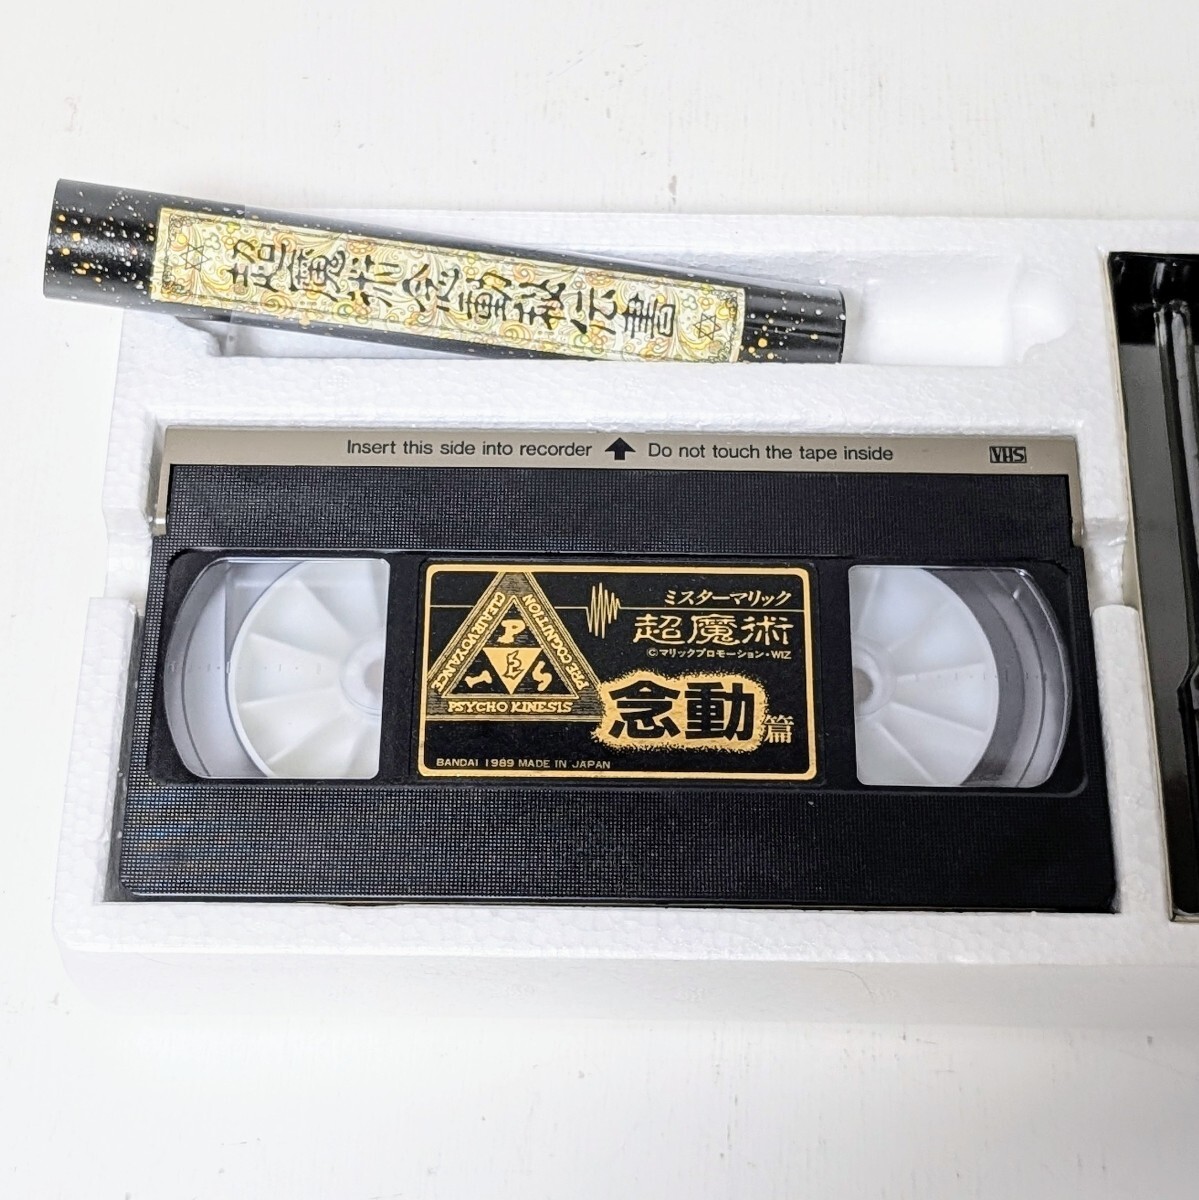 超魔術念動秘伝書
Insert this side into recorder Do not touch the tape inside
VHS
ミスターマリック
超魔術
©マリックプロモーション・WIZ
CLEAIRVOYANCE
PRE COGANTTION
P
E
T
S
PSYCHO KINESIS
念動篇
BANDAI 1989 MADE IN JAPAN